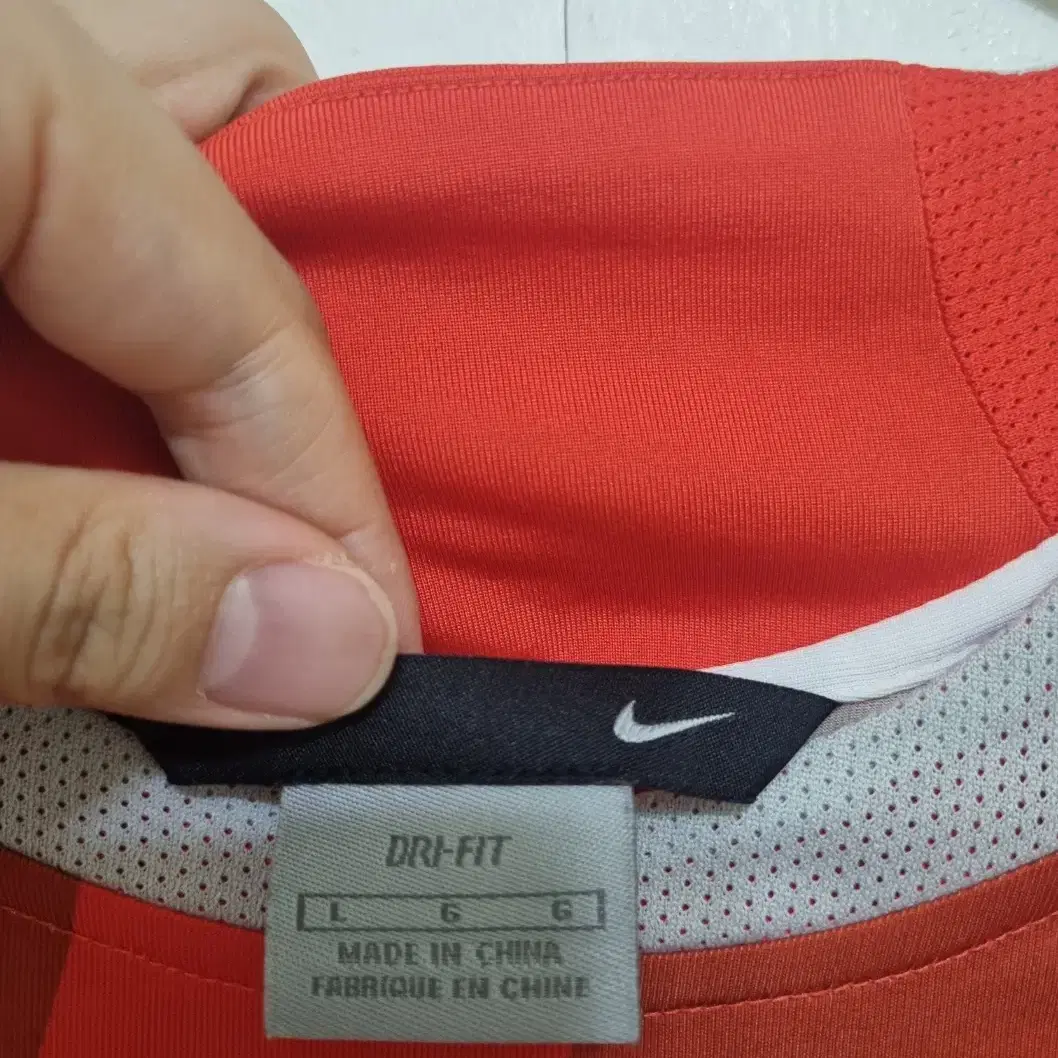 DRI-FIT
L G G
MADE IN CHINA
FABRIQUE EN CHINE